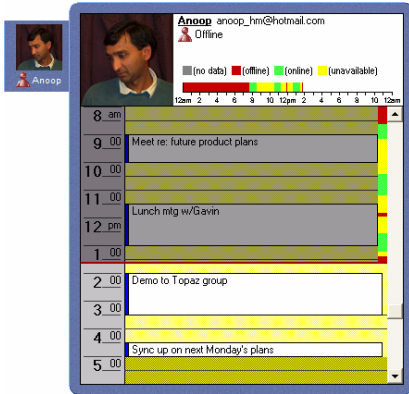 Anoop anoop_hm@hotmail.com
Offline
Anoop
(no data) (offline) (online) (unavailable)
12am 2 4 6 8 10 12pm 2 4 6 8 10 12am
8 am
9 00 Meet re: future product plans
10 00
11 00
Lunch mtg w/Gavin
12 pm
1 00
2 00 Demo to Topaz group
3 00
4 00
Sync up on next Monday's plans
5 00